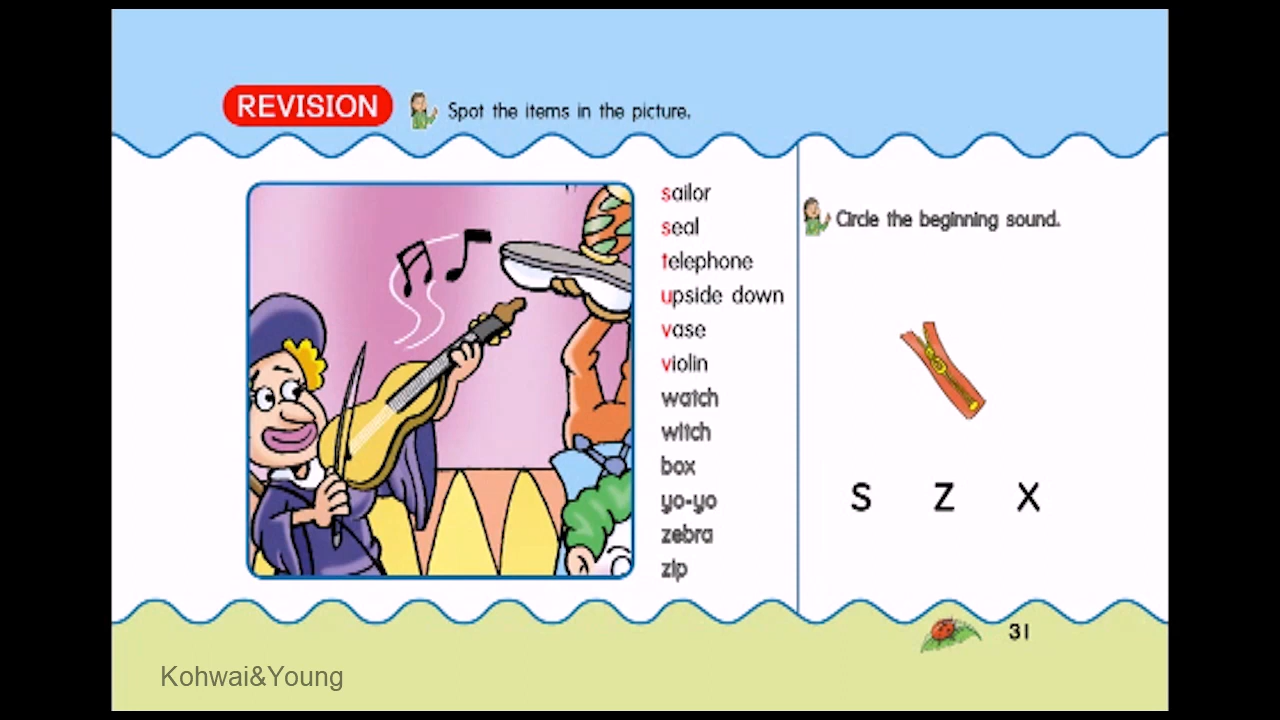 REVISION
Spot the items in the picture.
sailor
seal
telephone
upside down
vase
violin
watch
witch
box
yo-yo
zebra
zip
Circle the beginning sound.
S Z X
31
Kohwai&Young